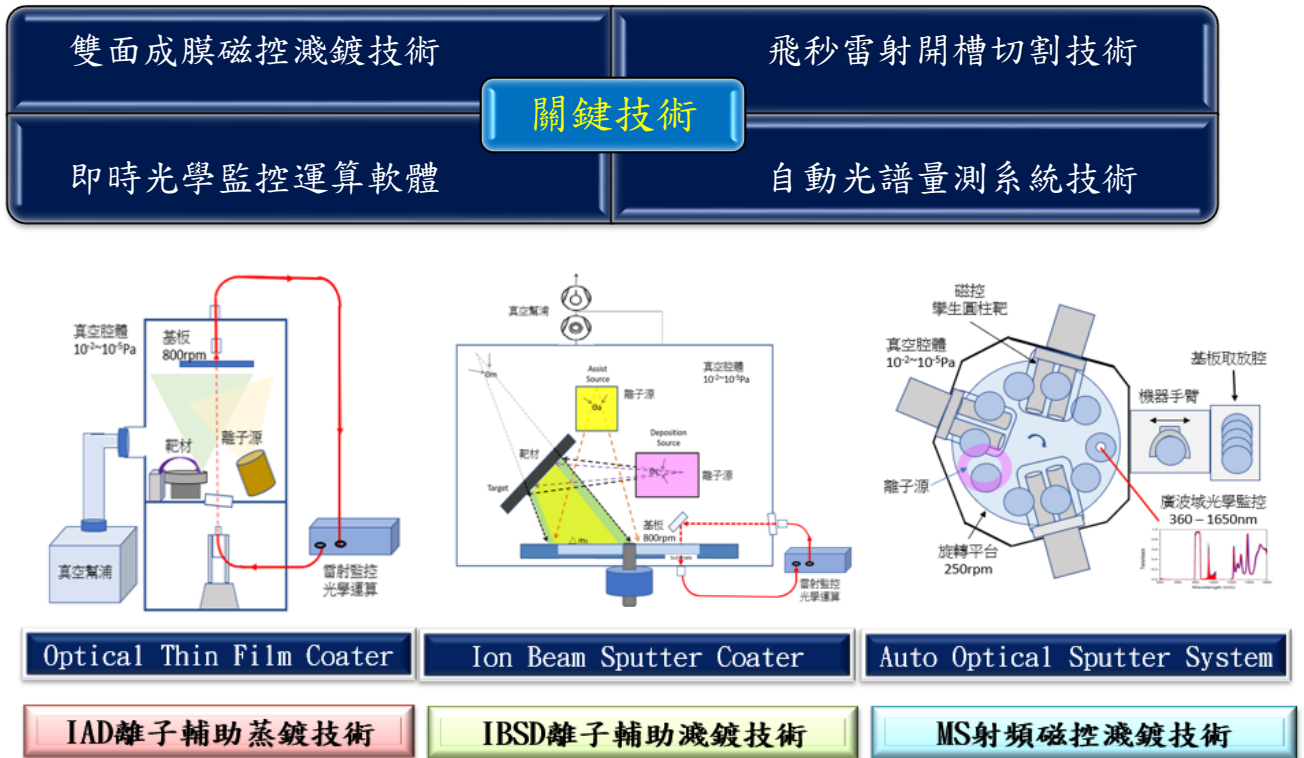 雙面成膜磁控濺鍍技術
飛秒雷射開槽切割技術
關鍵技術
即時光學監控運算軟體
自動光譜量測系統技術
真空腔體
10-2~10-5Pa
基板
800rpm
靶材
離子源
真空幫浦
雷射監控
光學運算
真空幫浦
真空腔體
10-2~10-5Pa
Assist
Source
離子源
Deposition
Source
離子源
靶材
Target
基板
800rpm
雷射監控
光學運算
磁控
孿生圓柱靶
真空腔體
10-2~10-5Pa
基板取放腔
機器手臂
離子源
旋轉平台
250rpm
廣波域光學監控
360 – 1650nm
Optical Thin Film Coater
Ion Beam Sputter Coater
Auto Optical Sputter System
IAD離子輔助蒸鍍技術
IBSD離子輔助濺鍍技術
MS射頻磁控濺鍍技術